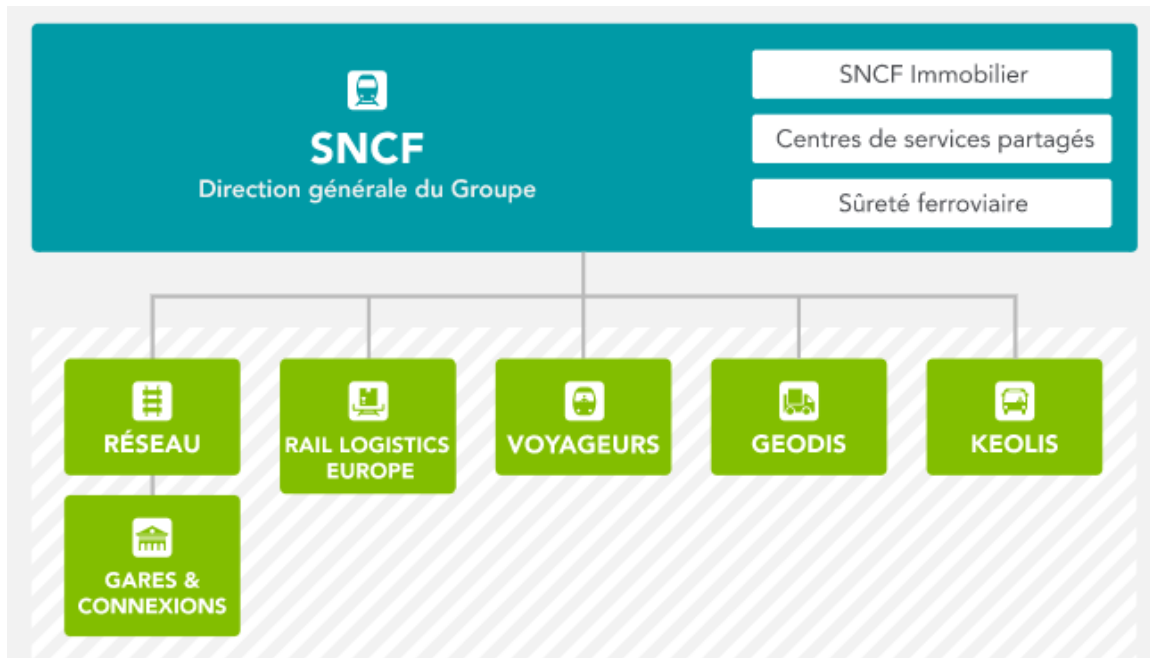 SNCF
Direction générale du Groupe
SNCF Immobilier
Centres de services partagés
Sûreté ferroviaire
RÉSEAU
RAIL LOGISTICS
EUROPE
VOYAGEURS
GEODIS
KEOLIS
GARES &
CONNEXIONS